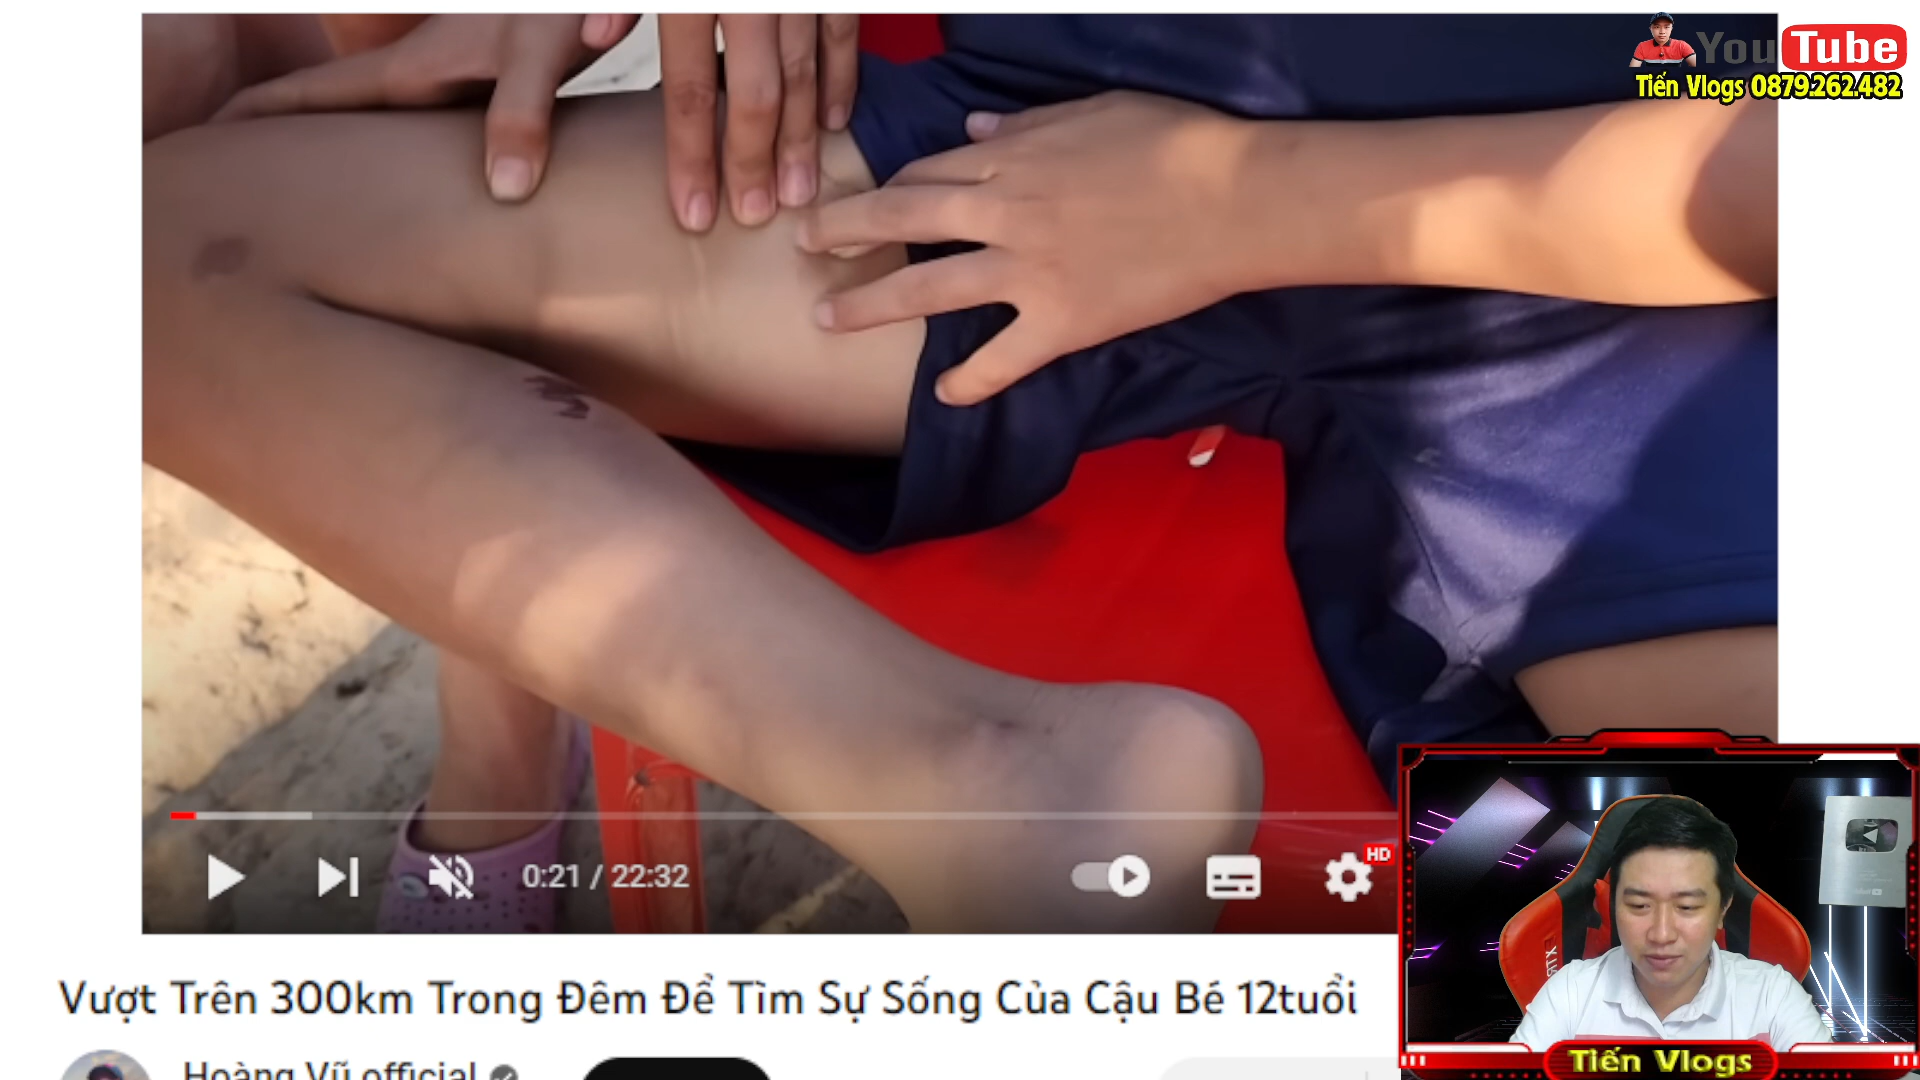 YouTube
Tiến Vlogs 0879.262.482
0:21 / 22:32
HD
Vượt Trên 300km Trong Đêm Để Tìm Sự Sống Của Cậu Bé 12tuổi
Hoàng Vũ official
Tiến Vlogs